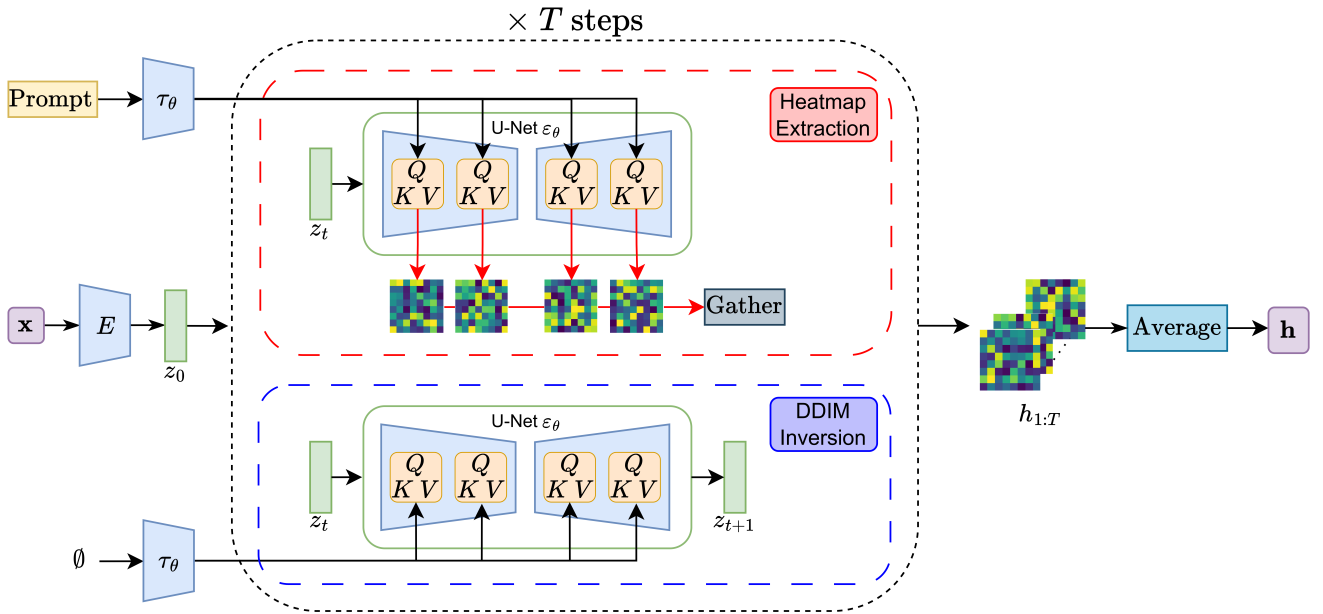 × T steps
Prompt
τθ
Heatmap
Extraction
U-Net εθ
Q
K V
Q
K V
Q
K V
Q
K V
zt
x
E
z0
Gather
h1:T
Average
h
DDIM
Inversion
U-Net εθ
Q
K V
Q
K V
Q
K V
Q
K V
zt
zt+1
∅
τθ